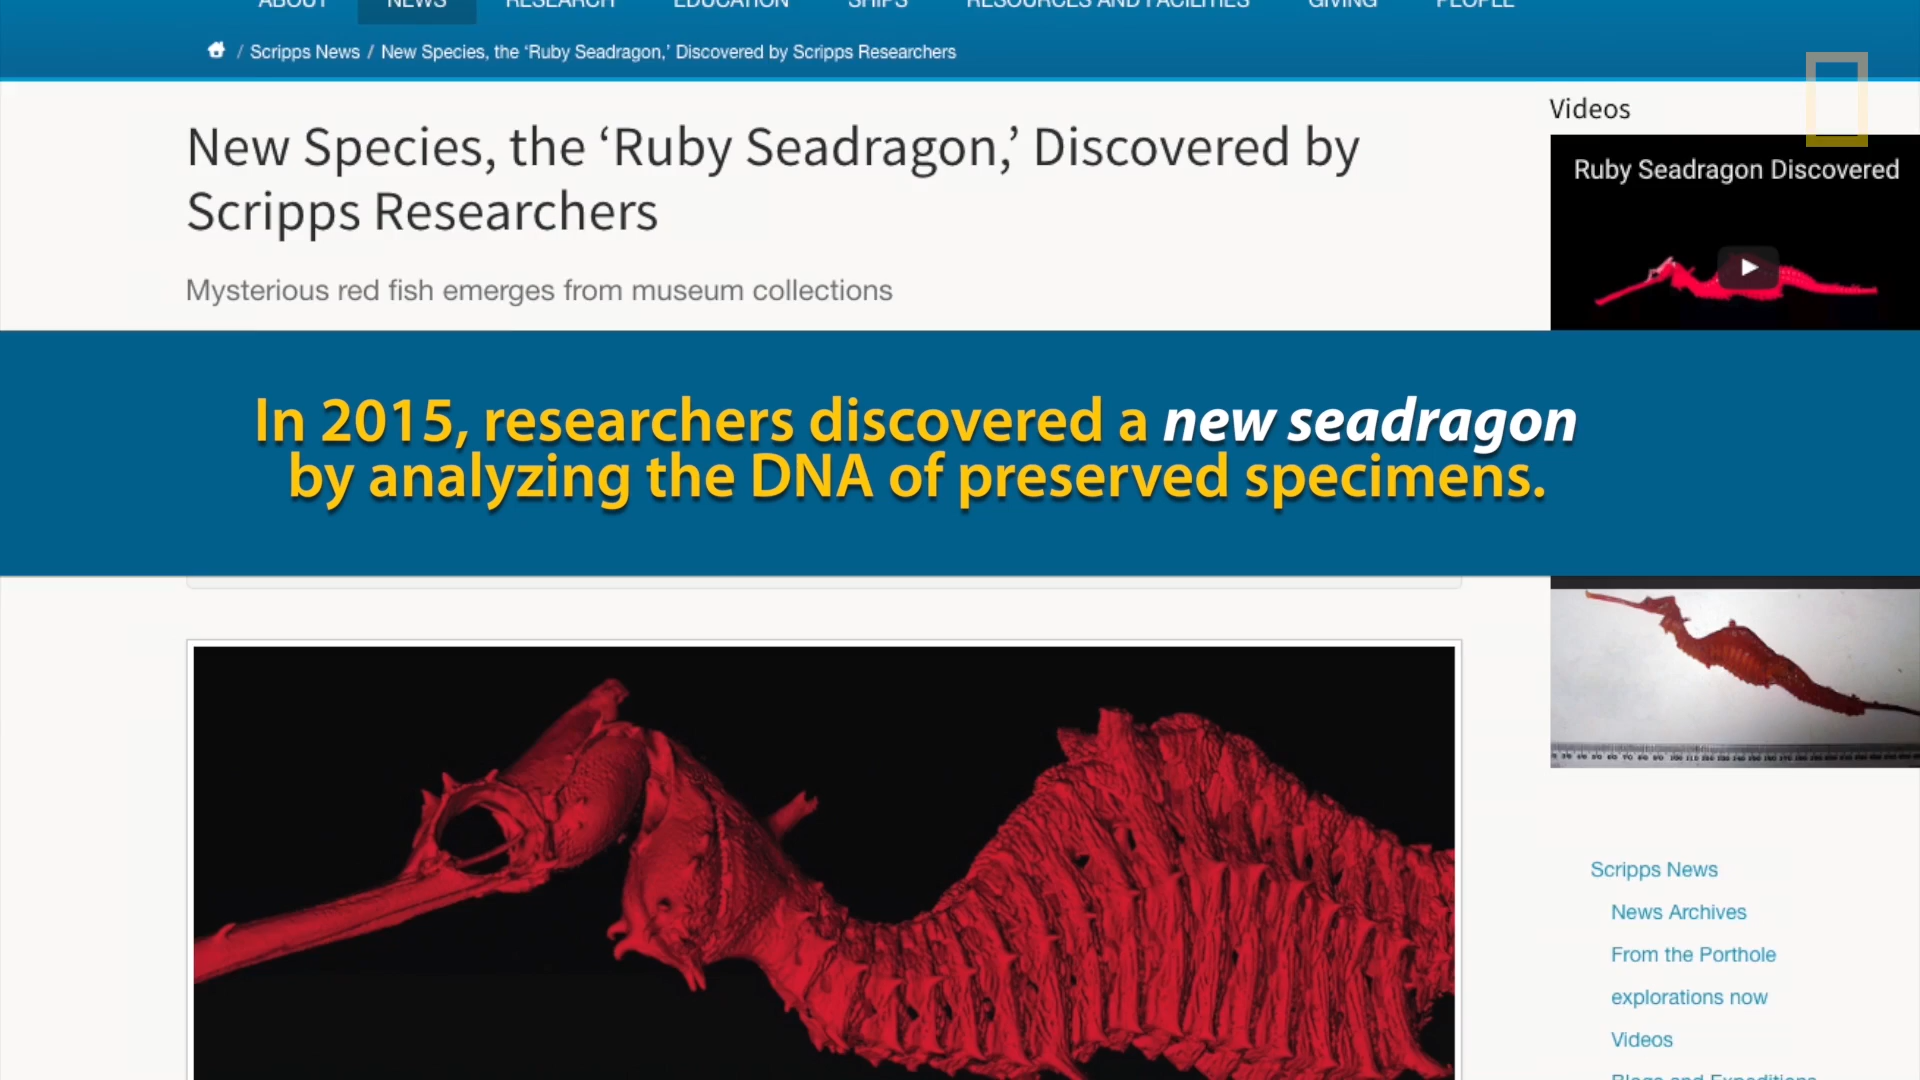 ABOUT NEWS RESEARCH EDUCATION SHIPS RESOURCES AND FACILITIES GIVING PEOPLE
/ Scripps News / New Species, the ‘Ruby Seadragon,’ Discovered by Scripps Researchers
New Species, the ‘Ruby Seadragon,’ Discovered by
Scripps Researchers
Mysterious red fish emerges from museum collections
Videos
Ruby Seadragon Discovered
In 2015, researchers discovered a new seadragon
by analyzing the DNA of preserved specimens.
Scripps News
News Archives
From the Porthole
explorations now
Videos
Blogs and Expeditions